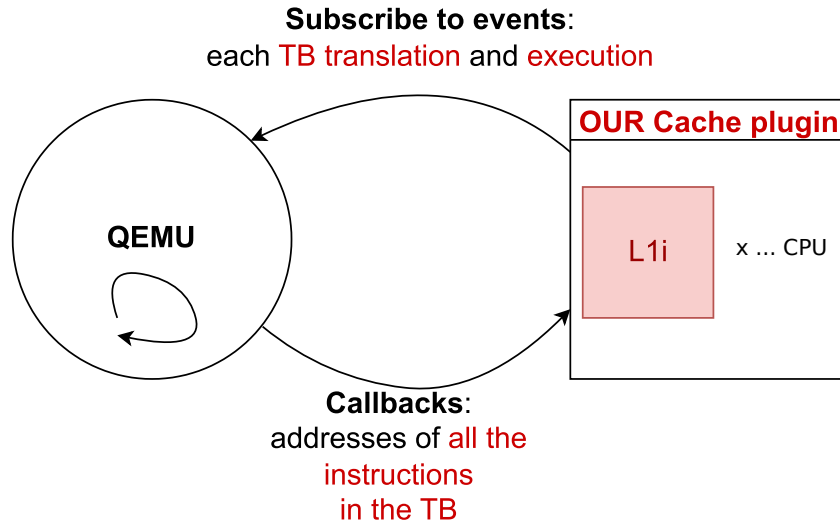 Subscribe to events:
each TB translation and execution
OUR Cache plugin
QEMU
L1i
x ... CPU
Callbacks:
addresses of all the
instructions
in the TB